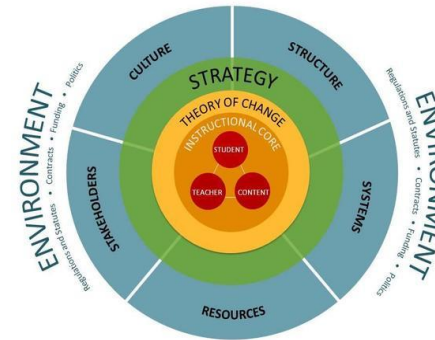 CULTURE
STRUCTURE
STRATEGY
THEORY OF CHANGE
INSTRUCTIONAL CORE
STUDENT
TEACHER
CONTENT
STAKEHOLDERS
SYSTEMS
RESOURCES
ENVIRONMENT
Regulations and Statutes • Contracts • Funding • Politics
ENVIRONMENT
Regulations and Statutes • Contracts • Funding • Politics